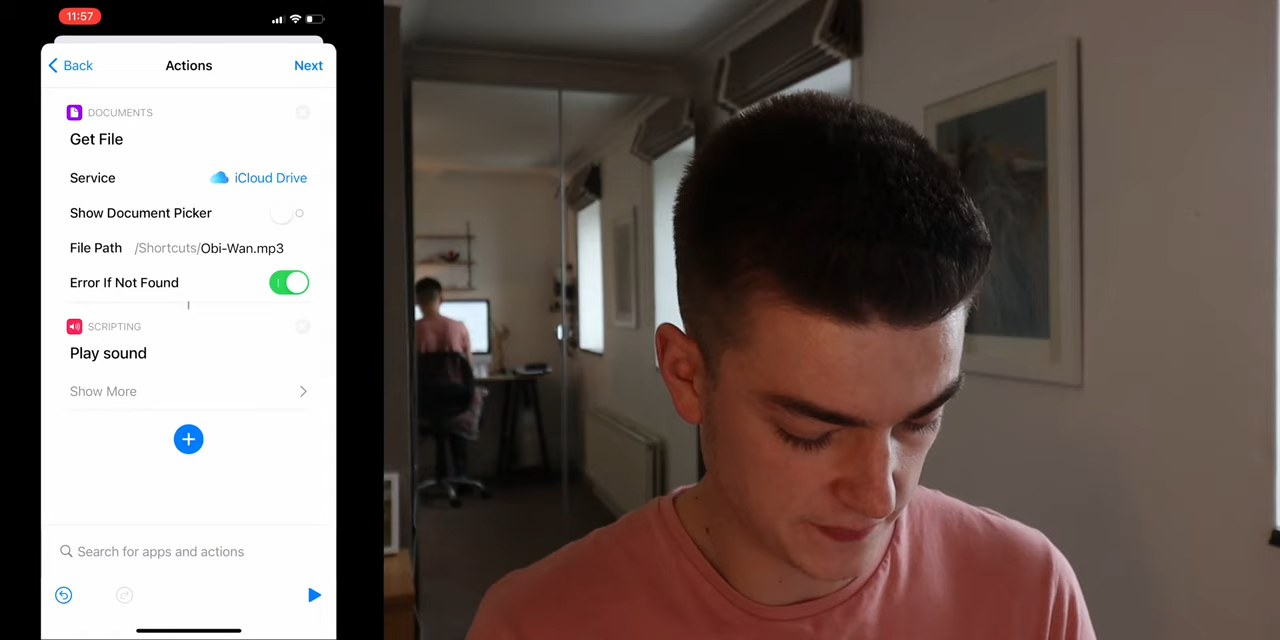 11:57
Back Actions Next
DOCUMENTS
Get File
Service iCloud Drive
Show Document Picker
File Path /Shortcuts/Obi-Wan.mp3
Error If Not Found
SCRIPTING
Play sound
Show More
Search for apps and actions